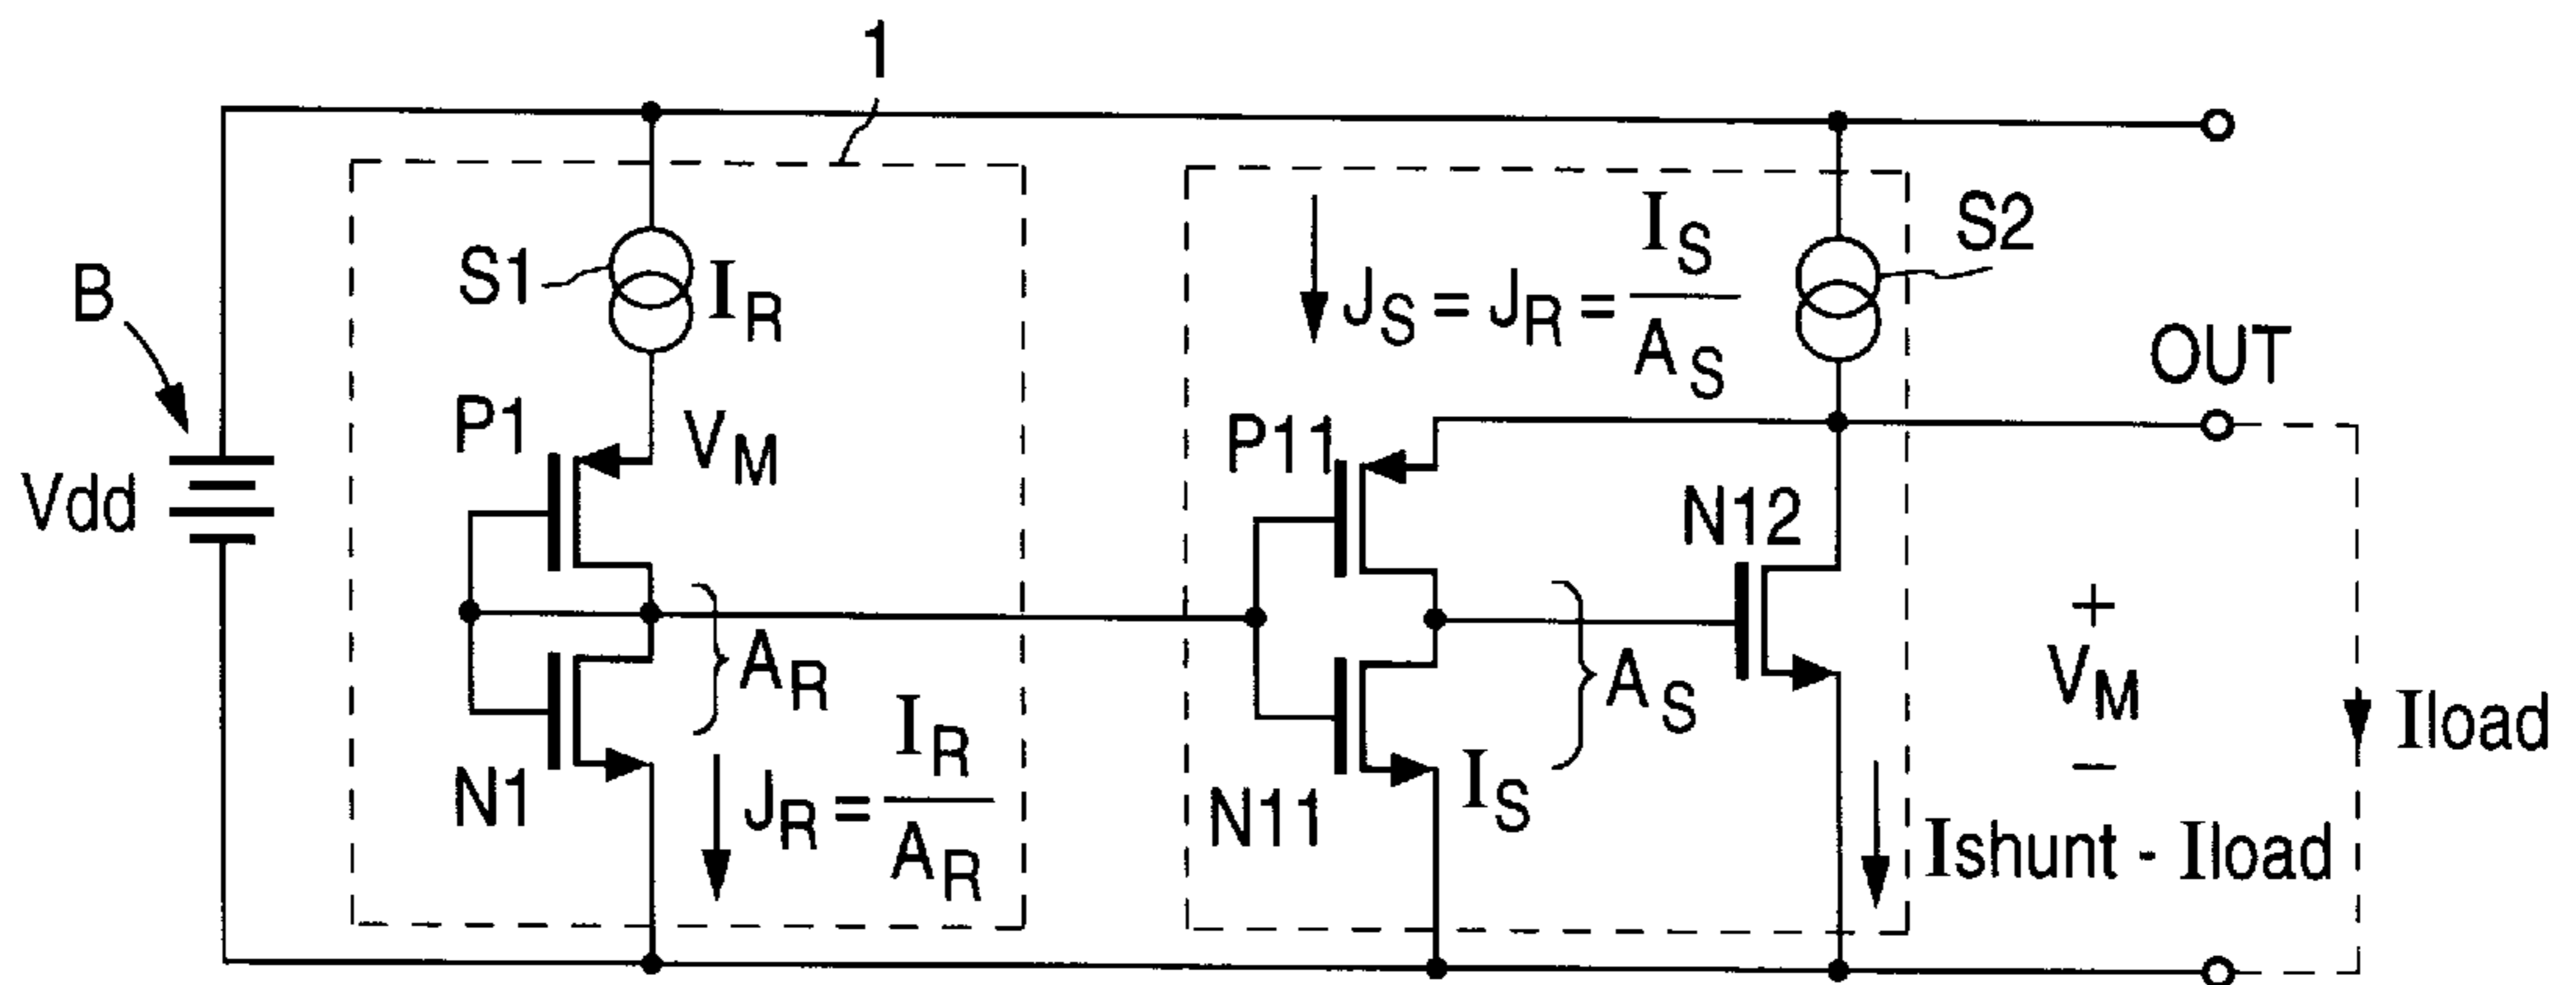 1
B
Vdd
S1
I_R
P1
V_M
A_R
N1
J_R = I_R / A_R
J_S = J_R = I_S / A_S
S2
OUT
P11
N12
A_S
N11
I_S
+
V_M
−
Iload
Ishunt - Iload